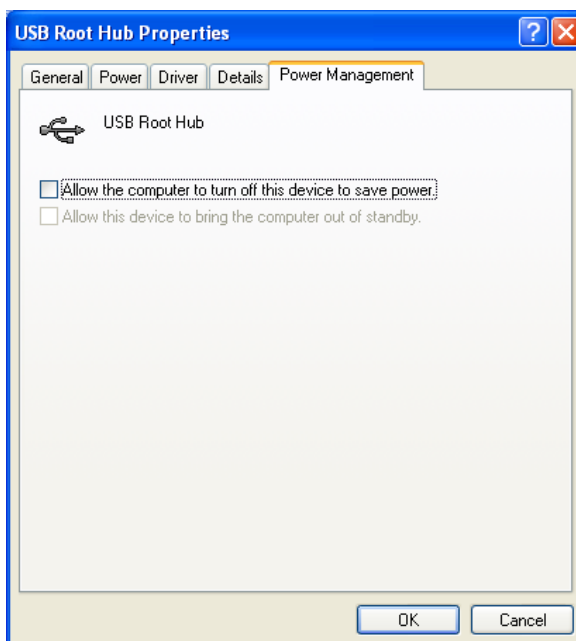 USB Root Hub Properties
General Power Driver Details Power Management
USB Root Hub
Allow the computer to turn off this device to save power.
Allow this device to bring the computer out of standby.
OK Cancel